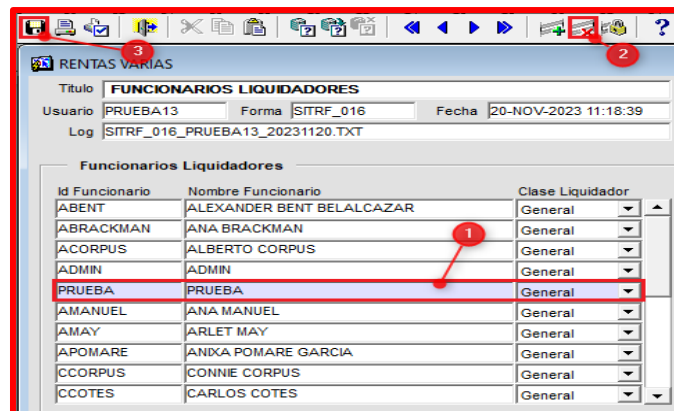 ?
3
2
RENTAS VARIAS
Titulo FUNCIONARIOS LIQUIDADORES
Usuario PRUEBA13 Forma SITRF_016 Fecha 20-NOV-2023 11:18:39
Log SITRF_016_PRUEBA13_20231120.TXT
Funcionarios Liquidadores
Id Funcionario Nombre Funcionario Clase Liquidador
ABENT ALEXANDER BENT BELALCAZAR General
ABRACKMAN ANA BRACKMAN General
1
ACORPUS ALBERTO CORPUS General
ADMIN ADMIN General
PRUEBA PRUEBA General
AMANUEL ANA MANUEL General
AMAY ARLET MAY General
APOMARE ANIXA POMARE GARCIA General
CCORPUS CONNIE CORPUS General
CCOTES CARLOS COTES General